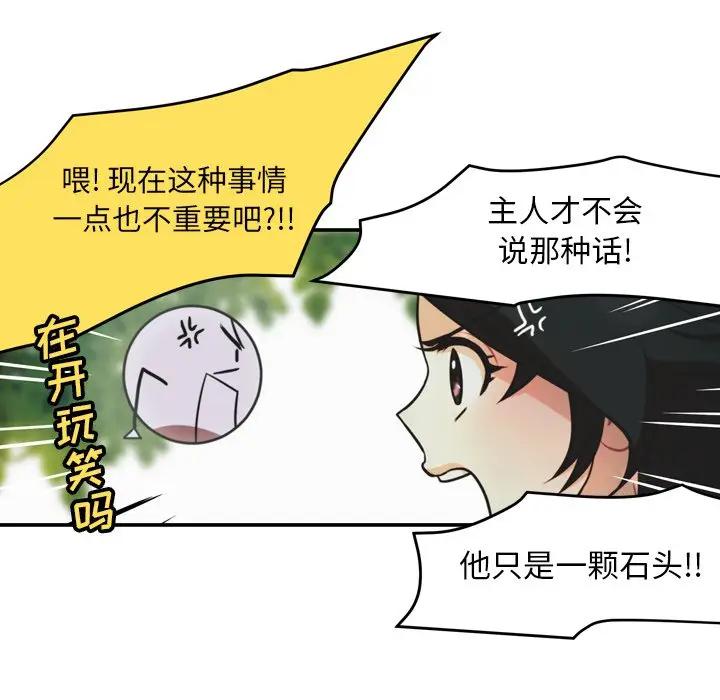 喂! 现在这种事情
一点也不重要吧?!!
主人才不会
说那种话!
在开玩笑吗
他只是一颗石头!!